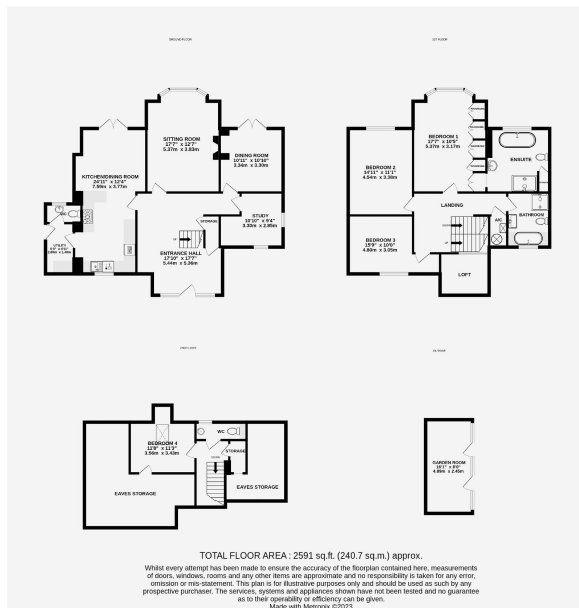 GROUND FLOOR
1ST FLOOR
SITTING ROOM
17'7" x 12'7"
5.37m x 3.83m
DINING ROOM
10'11" x 10'10"
3.34m x 3.30m
KITCHEN/DINING ROOM
24'11" x 12'4"
7.59m x 3.77m
WC
UTILITY
STORAGE
STUDY
10'10" x 9'4"
3.30m x 2.85m
UP
ENTRANCE HALL
17'10" x 17'7"
5.44m x 5.36m
BEDROOM 1
17'7" x 10'5"
5.37m x 3.17m
ENSUITE
BEDROOM 2
14'11" x 11'1"
4.54m x 3.38m
LANDING
BATHROOM
A/C
BEDROOM 3
15'9" x 10'0"
4.80m x 3.05m
LOFT
WC
BEDROOM 4
11'8" x 11'3"
3.56m x 3.43m
STORAGE
EAVES STORAGE
EAVES STORAGE
GARDEN ROOM
16'1" x 8'0"
4.89m x 2.45m
TOTAL FLOOR AREA : 2591 sq.ft. (240.7 sq.m.) approx.
Whilst every attempt has been made to ensure the accuracy of the floorplan contained here, measurements
of doors, windows, rooms and any other items are approximate and no responsibility is taken for any error,
omission or mis-statement. This plan is for illustrative purposes only and should be used as such by any
prospective purchaser. The services, systems and appliances shown have not been tested and no guarantee
as to their operability or efficiency can be given.
Made with Metropix ©2023